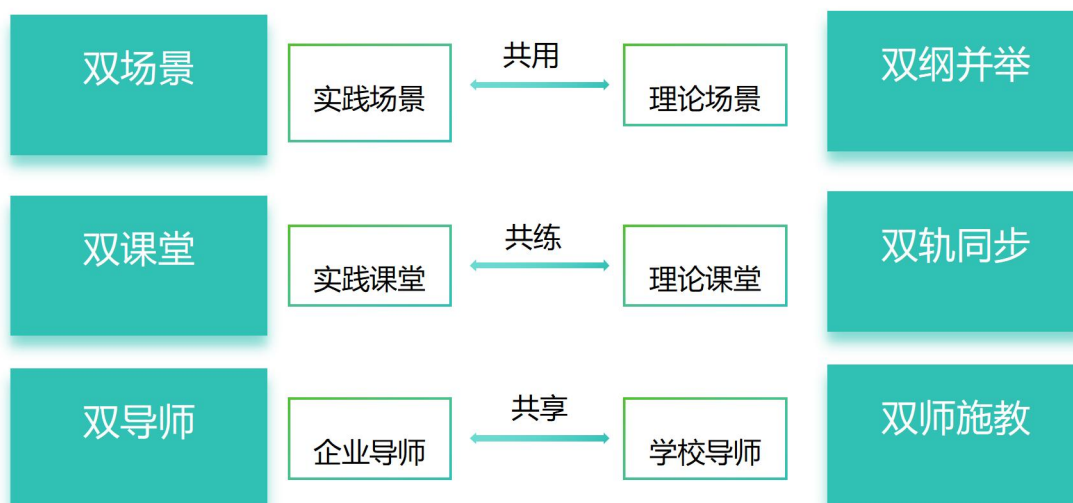 双场景
实践场景
共用
理论场景
双纲并举
双课堂
实践课堂
共练
理论课堂
双轨同步
双导师
企业导师
共享
学校导师
双师施教